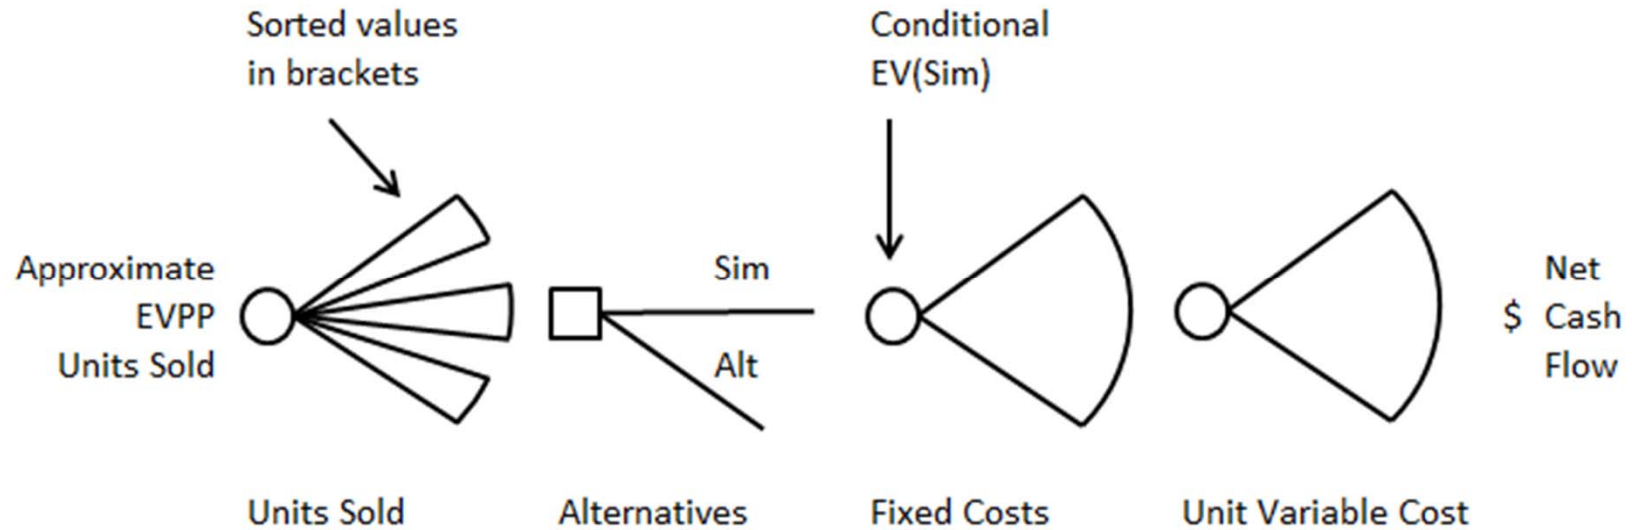 Sorted values
in brackets
Conditional
EV(Sim)
Approximate
EVPP
Units Sold
Sim
Alt
Net
$ Cash
Flow
Units Sold
Alternatives
Fixed Costs
Unit Variable Cost